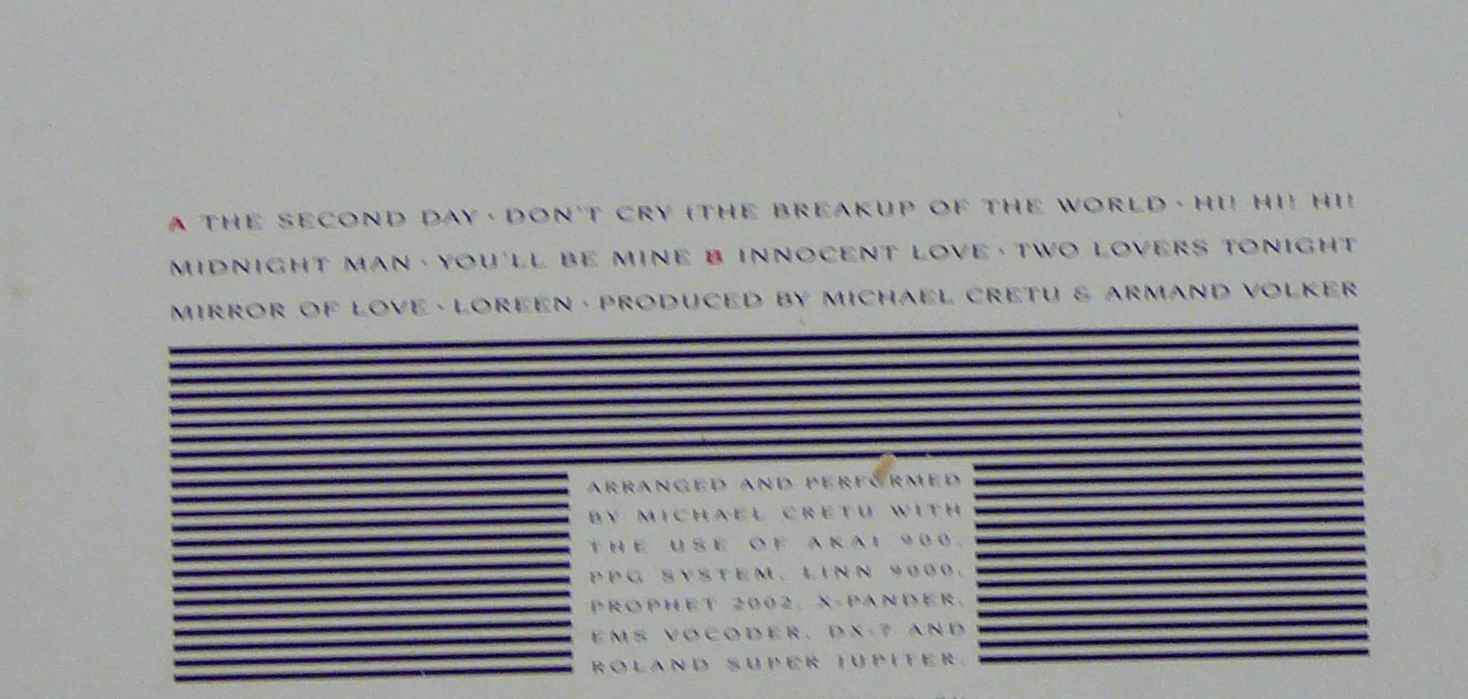 A THE SECOND DAY · DON'T CRY (THE BREAKUP OF THE WORLD · HI! HI! HI!
MIDNIGHT MAN · YOU'LL BE MINE B INNOCENT LOVE · TWO LOVERS TONIGHT
MIRROR OF LOVE · LOREEN · PRODUCED BY MICHAEL CRETU & ARMAND VOLKER
ARRANGED AND PERFORMED
BY MICHAEL CRETU WITH
THE USE OF AKAI 900,
PPG SYSTEM, LINN 9000,
PROPHET 2002, X-PANDER,
EMS VOCODER, DX-7 AND
ROLAND SUPER JUPITER.